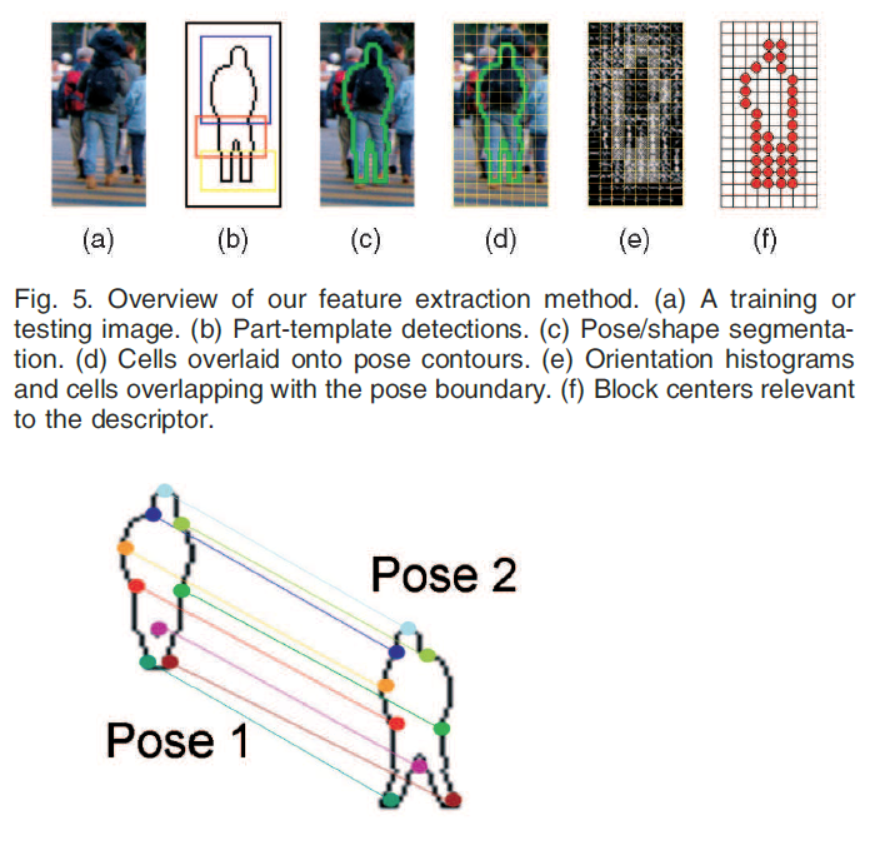 (a) (b) (c) (d) (e) (f)
Fig. 5. Overview of our feature extraction method. (a) A training or
testing image. (b) Part-template detections. (c) Pose/shape segmenta-
tion. (d) Cells overlaid onto pose contours. (e) Orientation histograms
and cells overlapping with the pose boundary. (f) Block centers relevant
to the descriptor.
Pose 2
Pose 1